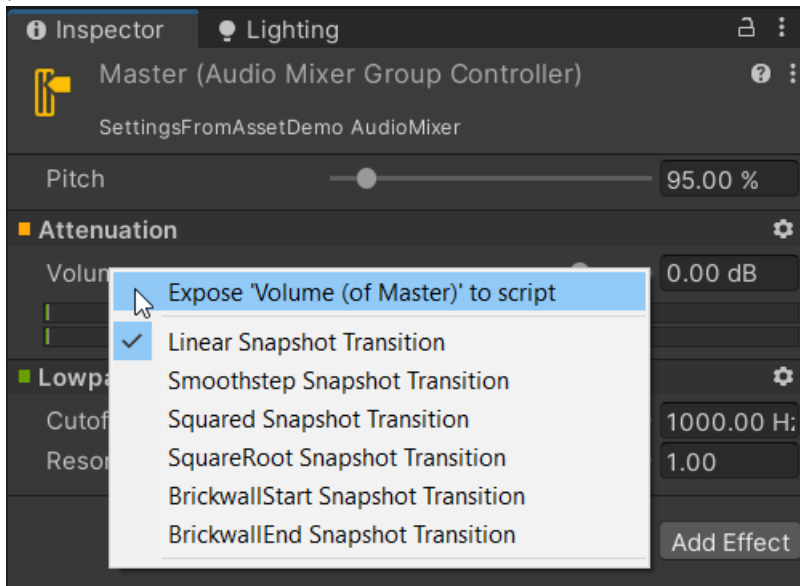 Inspector
Lighting
Master (Audio Mixer Group Controller)
SettingsFromAssetDemo AudioMixer
Pitch
95.00 %
Attenuation
Volum
0.00 dB
Expose 'Volume (of Master)' to script
Linear Snapshot Transition
Smoothstep Snapshot Transition
Squared Snapshot Transition
SquareRoot Snapshot Transition
BrickwallStart Snapshot Transition
BrickwallEnd Snapshot Transition
Lowpa
Cutof
1000.00 Hz
Reson
1.00
Add Effect